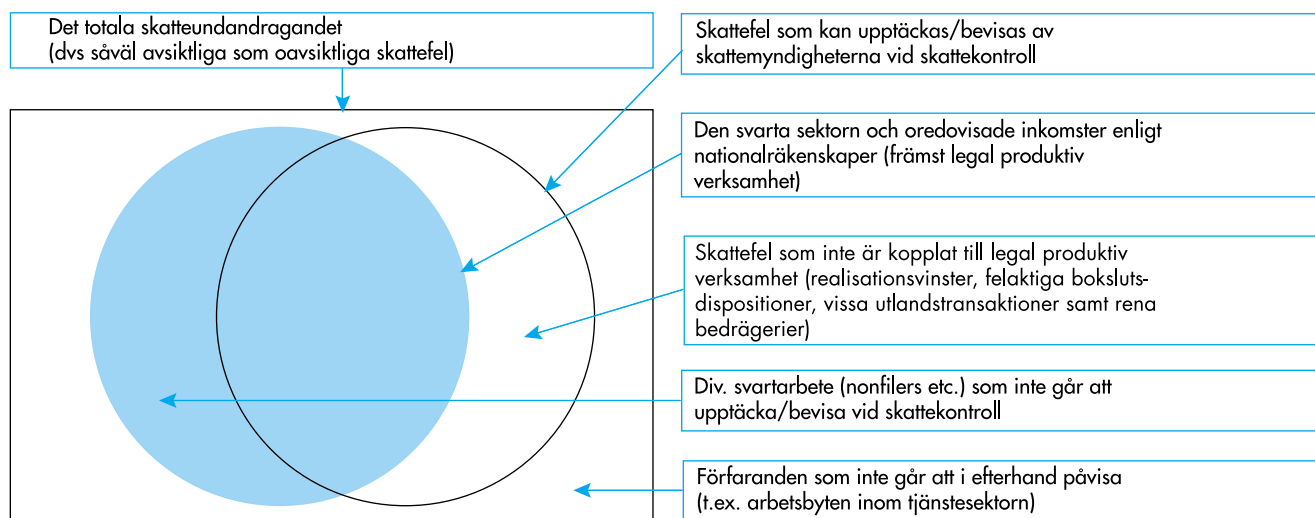 Det totala skatteundandragandet
(dvs såväl avsiktliga som oavsiktliga skattefel)
Skattefel som kan upptäckas/bevisas av
skattemyndigheterna vid skattekontroll
Den svarta sektorn och oredovisade inkomster enligt
nationalräkenskaper (främst legal produktiv
verksamhet)
Skattefel som inte är kopplat till legal produktiv
verksamhet (realisationsvinster, felaktiga boksluts-
dispositioner, vissa utlandstransaktioner samt rena
bedrägerier)
Div. svartarbete (nonfilers etc.) som inte går att
upptäcka/bevisa vid skattekontroll
Förfaranden som inte går att i efterhand påvisa
(t.ex. arbetsbyten inom tjänstesektorn)